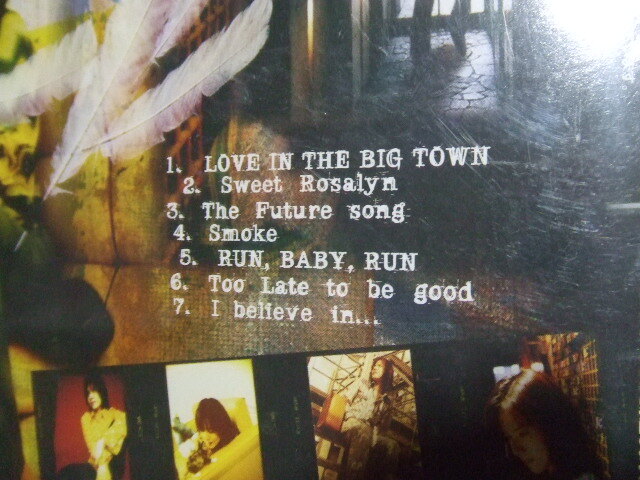 1. LOVE IN THE BIG TOWN
2. Sweet Rosalyn
3. The Future song
4. Smoke
5. RUN, BABY, RUN
6. Too Late to be good
7. I believe in...